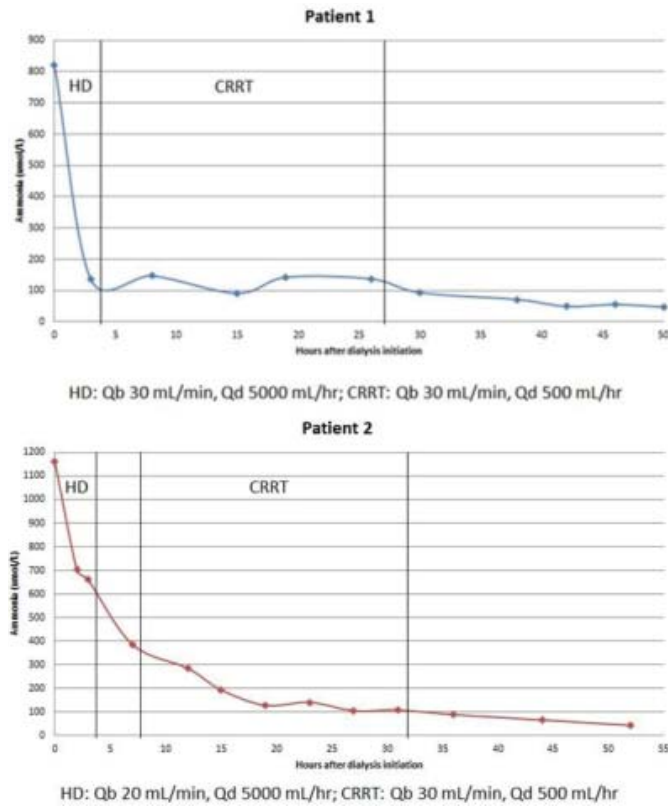 Patient 1
900
800
700
600
500
400
300
200
100
0
Ammonia (umol/L)
HD
CRRT
0 5 10 15 20 25 30 35 40 45 50
Hours after dialysis initiation
HD: Qb 30 mL/min, Qd 5000 mL/hr; CRRT: Qb 30 mL/min, Qd 500 mL/hr
Patient 2
1200
1100
1000
900
800
700
600
500
400
300
200
100
0
Ammonia (umol/L)
HD
CRRT
0 5 10 15 20 25 30 35 40 45 50 55
Hours after dialysis initiation
HD: Qb 20 mL/min, Qd 5000 mL/hr; CRRT: Qb 30 mL/min, Qd 500 mL/hr